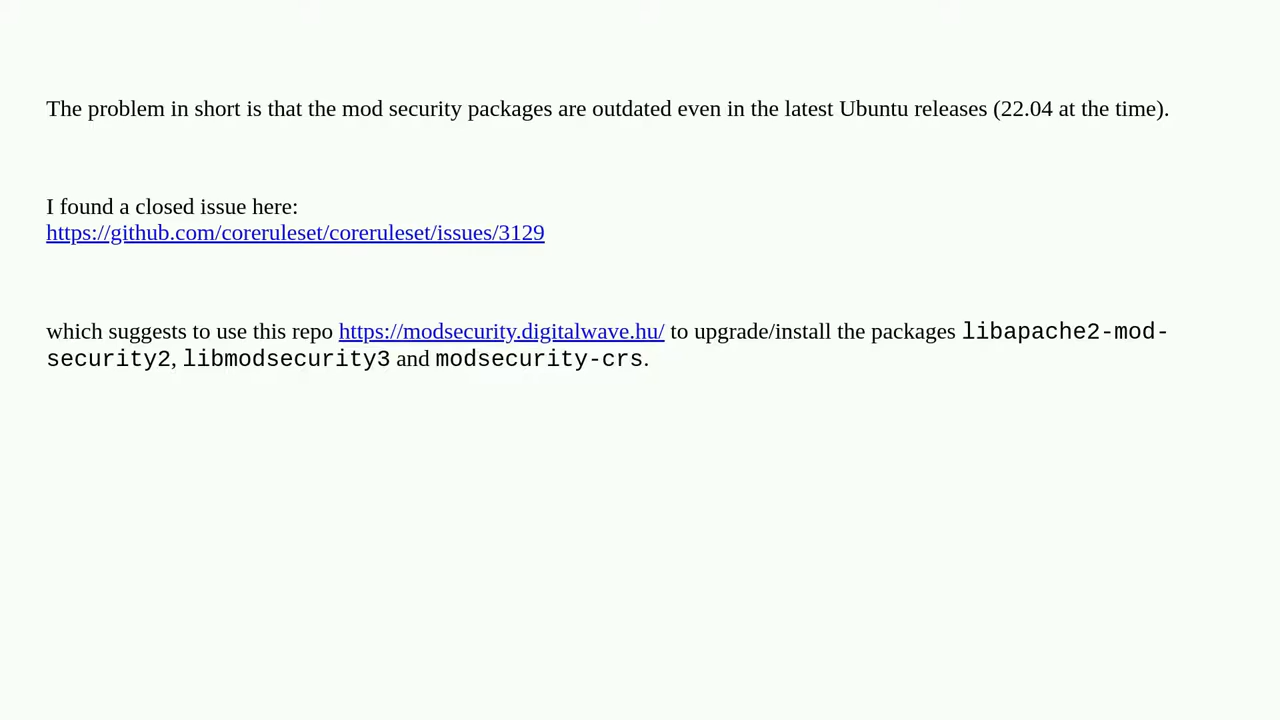 The problem in short is that the mod security packages are outdated even in the latest Ubuntu releases (22.04 at the time).
I found a closed issue here:
https://github.com/coreruleset/coreruleset/issues/3129
which suggests to use this repo https://modsecurity.digitalwave.hu/ to upgrade/install the packages libapache2-mod-
security2, libmodsecurity3 and modsecurity-crs.